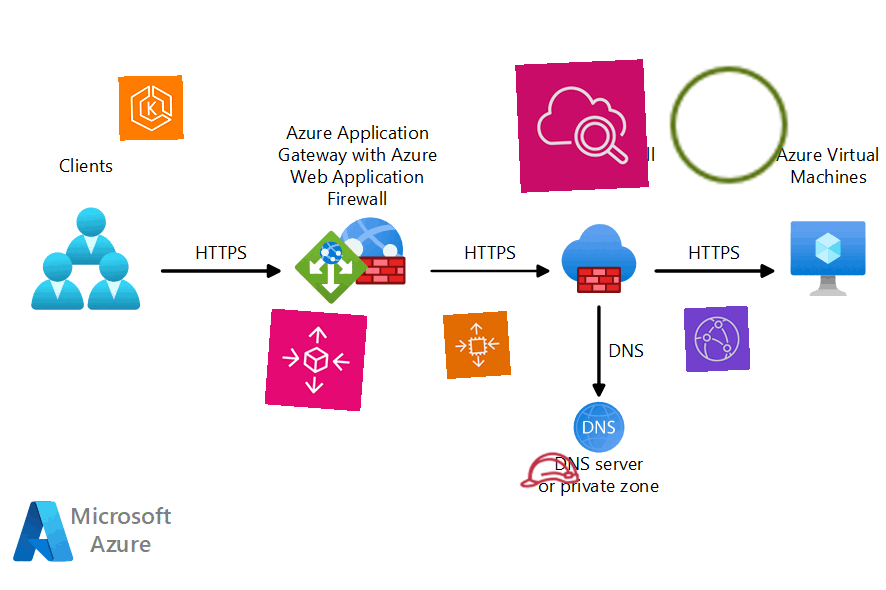 Clients
Azure Application
Gateway with Azure
Web Application
Firewall
Azure Virtual
Machines
HTTPS
HTTPS
HTTPS
K
DNS
DNS
DNS server
or private zone
Microsoft
Azure